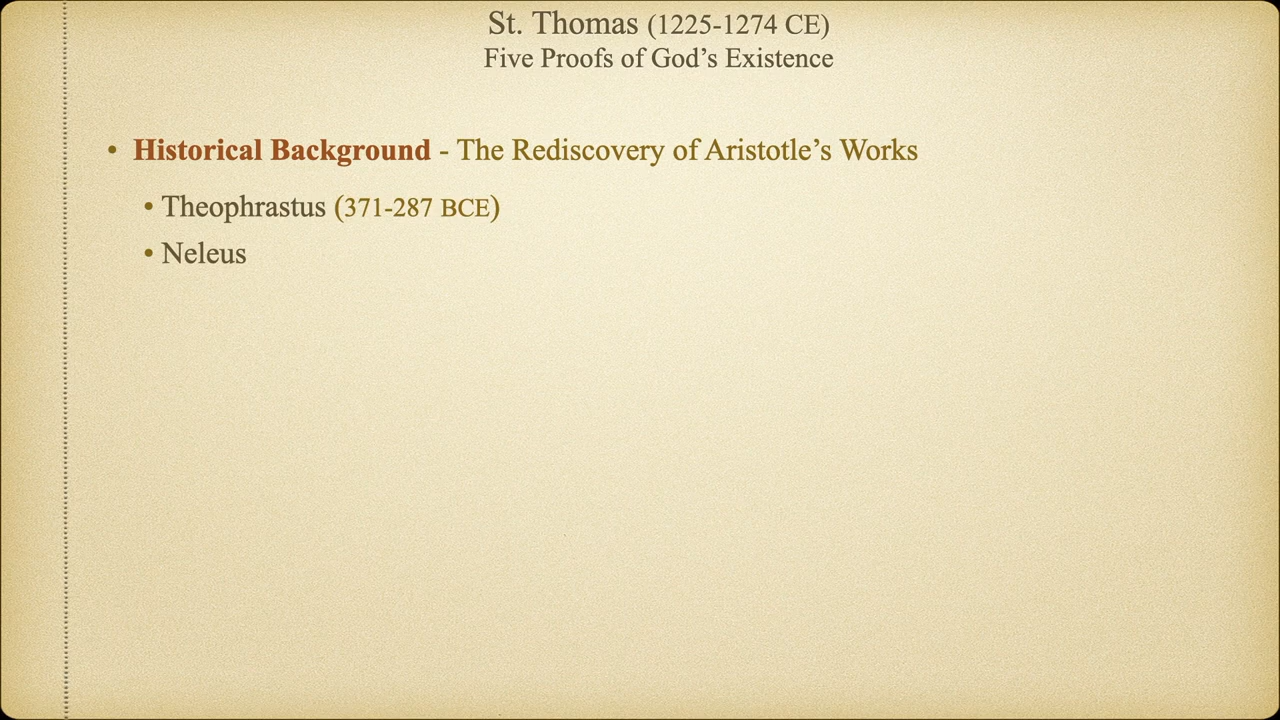 St. Thomas (1225-1274 CE)
Five Proofs of God’s Existence
• Historical Background - The Rediscovery of Aristotle’s Works
• Theophrastus (371-287 BCE)
• Neleus